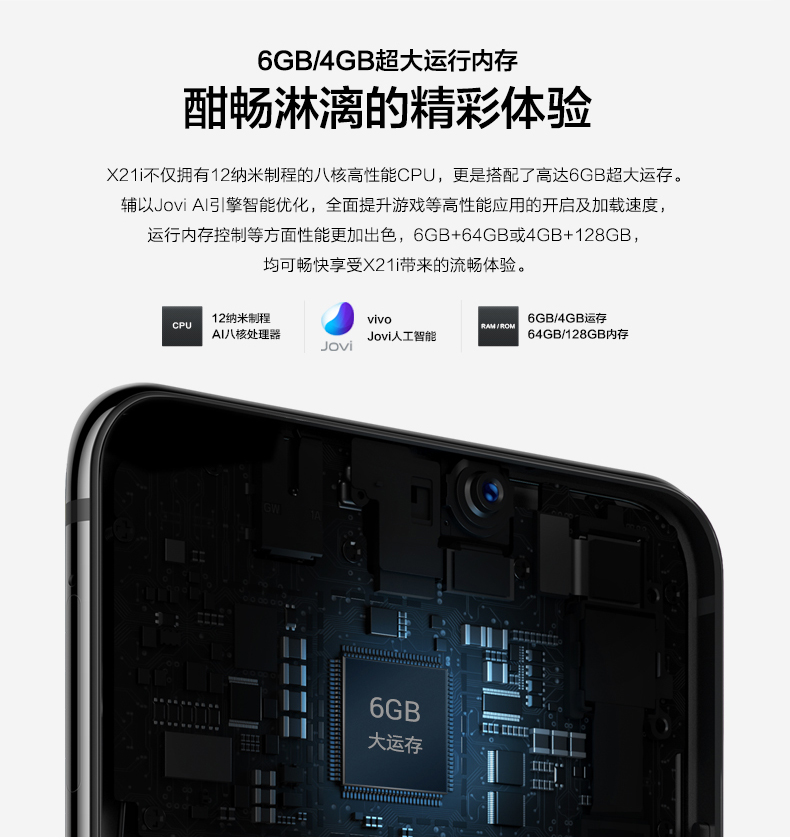 6GB/4GB超大运行内存
酣畅淋漓的精彩体验
X21i不仅拥有12纳米制程的八核高性能CPU，更是搭配了高达6GB超大运存。
辅以Jovi AI引擎智能优化，全面提升游戏等高性能应用的开启及加载速度，
运行内存控制等方面性能更加出色，6GB+64GB或4GB+128GB，
均可畅快享受X21i带来的流畅体验。
CPU
12纳米制程
AI八核处理器
Jovi
vivo
Jovi人工智能
RAM/ROM
6GB/4GB运存
64GB/128GB内存
6GB
大运存